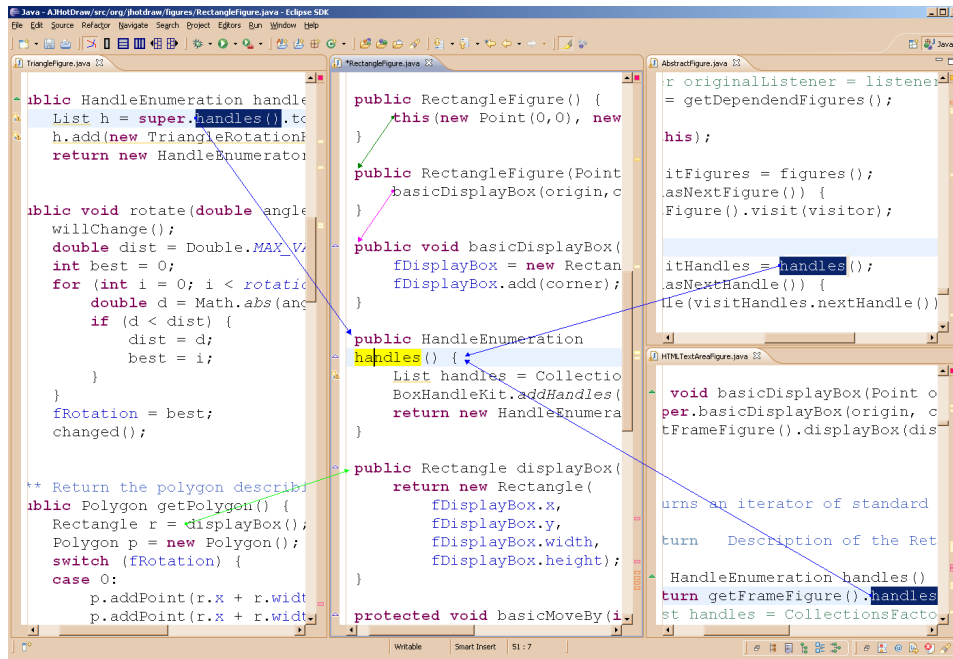 Java - AJHotDraw/src/org/jhotdraw/figures/RectangleFigure.java - Eclipse SDK
File Edit Source Refactor Navigate Search Project Editors Run Window Help
Java
TriangleFigure.java
ublic HandleEnumeration handle
List h = super.handles().to
h.add(new TriangleRotationH
return new HandleEnumerator
ublic void rotate(double angle
willChange();
double dist = Double.MAX_VA
int best = 0;
for (int i = 0; i < rotatio
double d = Math.abs(ang
if (d < dist) {
dist = d;
best = i;
}
}
fRotation = best;
changed();
** Return the polygon describi
ublic Polygon getPolygon() {
Rectangle r = displayBox();
Polygon p = new Polygon();
switch (fRotation) {
case 0:
p.addPoint(r.x + r.widt
p.addPoint(r.x + r.widt
*RectangleFigure.java
public RectangleFigure() {
this(new Point(0,0), new
}
public RectangleFigure(Point
basicDisplayBox(origin,c
}
public void basicDisplayBox(
fDisplayBox = new Rectan
fDisplayBox.add(corner);
}
public HandleEnumeration
handles() {
List handles = Collectio
BoxHandleKit.addHandles(
return new HandleEnumera
}
public Rectangle displayBox(
return new Rectangle(
fDisplayBox.x,
fDisplayBox.y,
fDisplayBox.width,
fDisplayBox.height);
}
protected void basicMoveBy(i
AbstractFigure.java
r originalListener = listener
= getDependendFigures();
his);
itFigures = figures();
asNextFigure()) {
Figure().visit(visitor);
itHandles = handles();
asNextHandle()) {
le(visitHandles.nextHandle())
HTMLTextAreaFigure.java
void basicDisplayBox(Point o
per.basicDisplayBox(origin, c
tFrameFigure().displayBox(dis
urns an iterator of standard
turn Description of the Ret
HandleEnumeration handles()
turn getFrameFigure().handles
st handles = CollectionsFacto
Writable Smart Insert 51 : 7